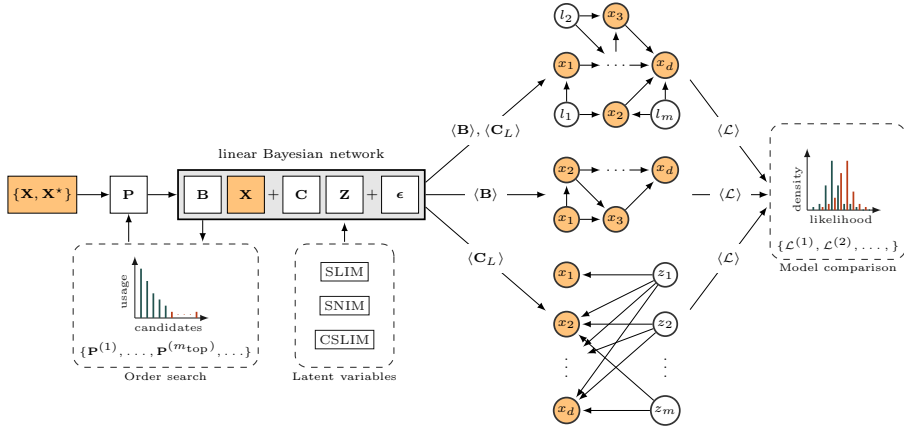 {X, X⋆}
P
linear Bayesian network
B X + C Z + ϵ
usage
candidates
{P(1), . . . , P(mtop), . . .}
Order search
SLIM
SNIM
CSLIM
Latent variables
⟨B⟩, ⟨CL⟩
⟨B⟩
⟨CL⟩
l2 x3
x1 · · · xd
l1 x2 lm
x2 · · · xd
x1 x3
x1 z1
x2 z2
xd zm
⟨L⟩
⟨L⟩
⟨L⟩
density
likelihood
{L(1), L(2), . . . , }
Model comparison